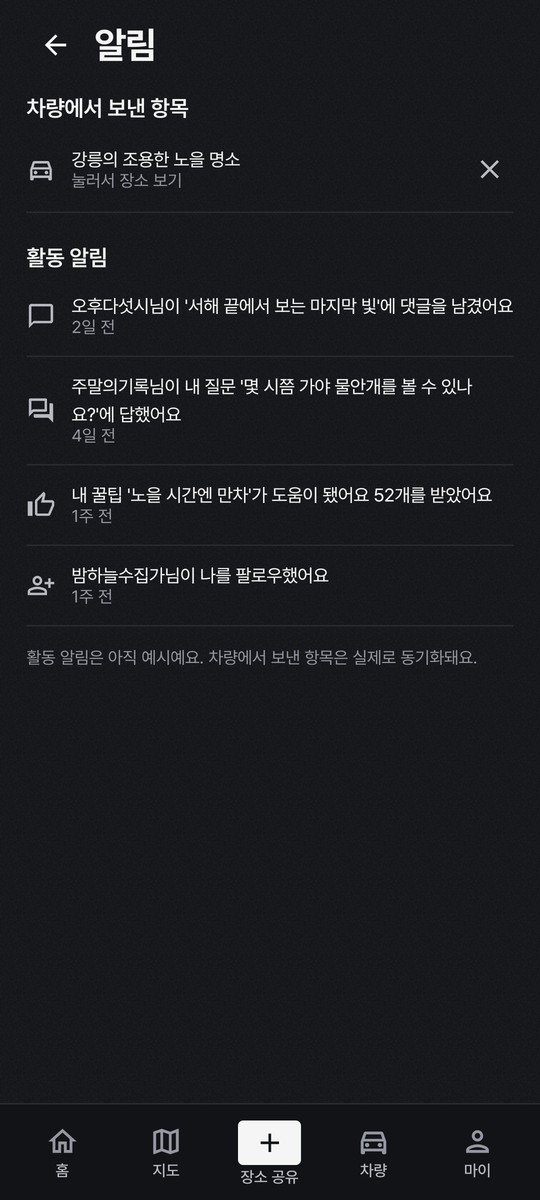 알림
차량에서 보낸 항목
강릉의 조용한 노을 명소
눌러서 장소 보기
활동 알림
오후다섯시님이 '서해 끝에서 보는 마지막 빛'에 댓글을 남겼어요
2일 전
주말의기록님이 내 질문 '몇 시쯤 가야 물안개를 볼 수 있나
요?'에 답했어요
4일 전
내 꿀팁 '노을 시간엔 만차'가 도움이 됐어요 52개를 받았어요
1주 전
밤하늘수집가님이 나를 팔로우했어요
1주 전
활동 알림은 아직 예시예요. 차량에서 보낸 항목은 실제로 동기화돼요.
홈
지도
장소 공유
차량
마이